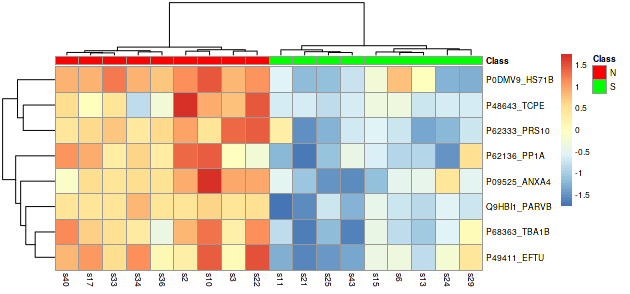 Class
P0DMV9_HS71B
P48643_TCPE
P62333_PRS10
P62136_PP1A
P09525_ANXA4
Q9HBI1_PARVB
P68363_TBA1B
P49411_EFTU
s40 s17 s33 s34 s36 s2 s10 s3 s22 s11 s21 s25 s43 s15 s6 s13 s24 s29
1.5
1
0.5
0
-0.5
-1
-1.5
Class
N
S